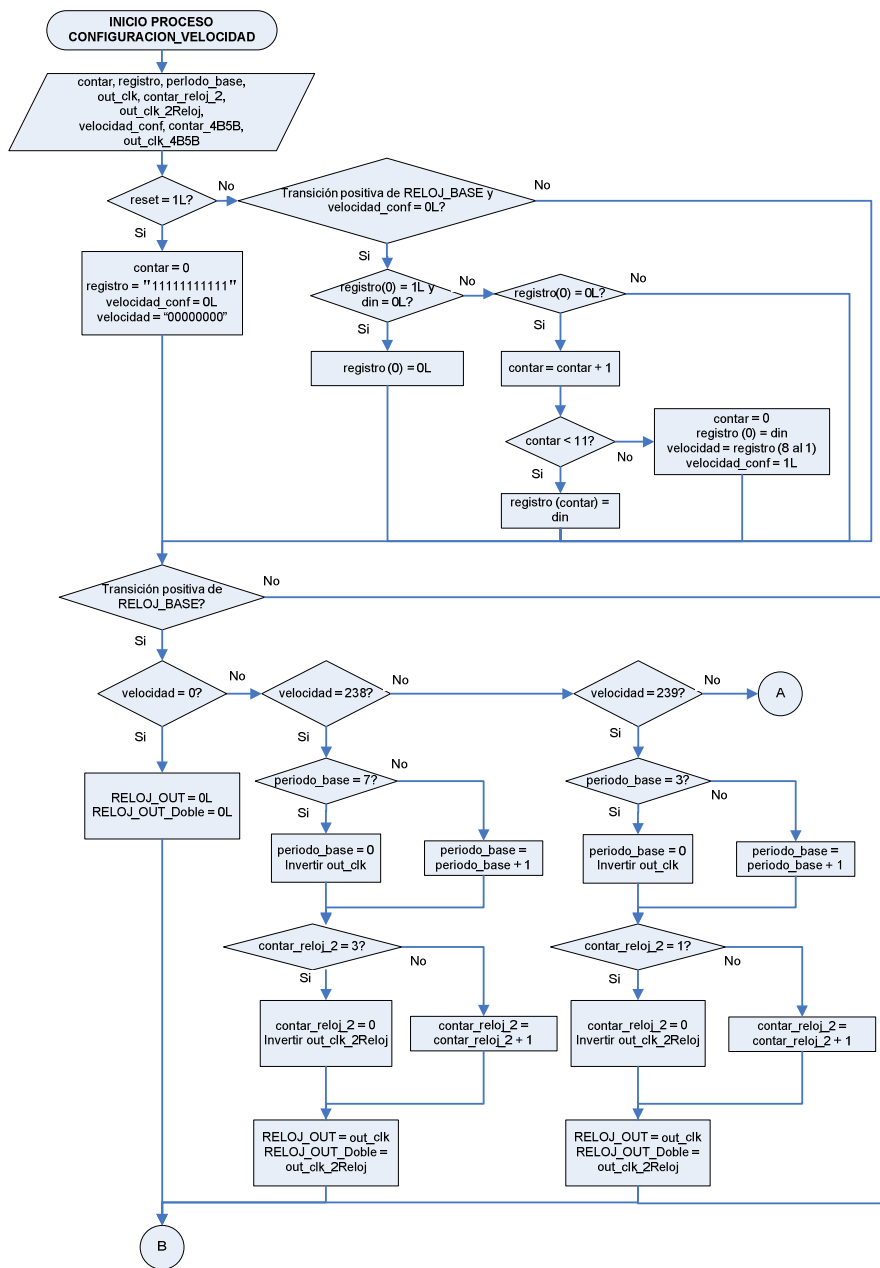 INICIO PROCESO
CONFIGURACION_VELOCIDAD
contar, registro, periodo_base,
out_clk, contar_reloj_2,
out_clk_2Reloj,
velocidad_conf, contar_4B5B,
out_clk_4B5B
reset = 1L?
No
Transición positiva de RELOJ_BASE y
velocidad_conf = 0L?
No
Si
Si
contar = 0
registro = "11111111111"
velocidad_conf = 0L
velocidad = “00000000”
registro(0) = 1L y
din = 0L?
No
registro(0) = 0L?
No
Si
Si
registro (0) = 0L
contar = contar + 1
contar < 11?
No
Si
contar = 0
registro (0) = din
velocidad = registro (8 al 1)
velocidad_conf = 1L
registro (contar) =
din
Transición positiva de
RELOJ_BASE?
No
Si
velocidad = 0?
No
velocidad = 238?
No
velocidad = 239?
No
A
Si
Si
Si
RELOJ_OUT = 0L
RELOJ_OUT_Doble = 0L
periodo_base = 7?
No
periodo_base = 3?
No
Si
Si
periodo_base = 0
Invertir out_clk
periodo_base =
periodo_base + 1
periodo_base = 0
Invertir out_clk
periodo_base =
periodo_base + 1
contar_reloj_2 = 3?
No
contar_reloj_2 = 1?
No
Si
Si
contar_reloj_2 = 0
Invertir out_clk_2Reloj
contar_reloj_2 =
contar_reloj_2 + 1
contar_reloj_2 = 0
Invertir out_clk_2Reloj
contar_reloj_2 =
contar_reloj_2 + 1
RELOJ_OUT = out_clk
RELOJ_OUT_Doble =
out_clk_2Reloj
RELOJ_OUT = out_clk
RELOJ_OUT_Doble =
out_clk_2Reloj
B